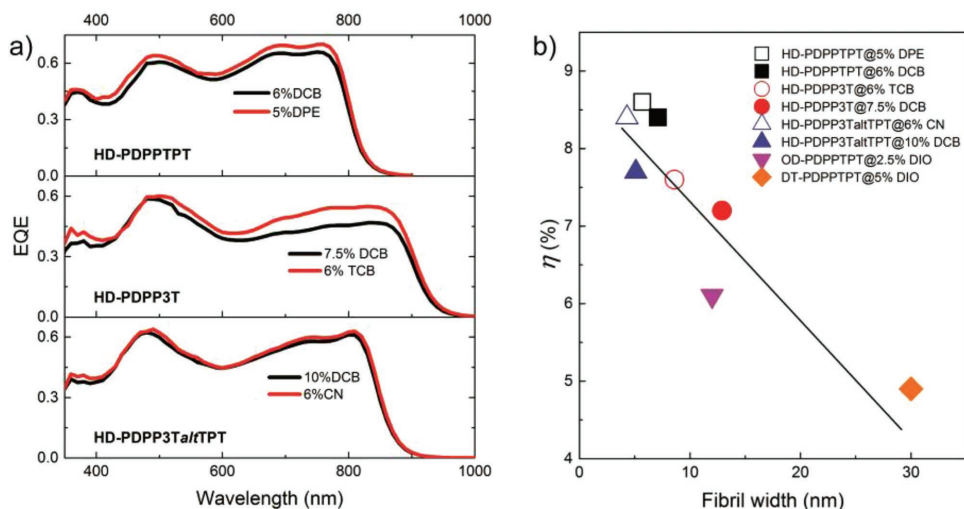 400 600 800 1000
a)
0.6
0.3
0.0
6%DCB
5%DPE
HD-PDPPTPT
EQE
0.6
0.3
0.0
7.5% DCB
6% TCB
HD-PDPP3T
0.6
0.3
0.0
10%DCB
6%CN
HD-PDPP3TaltTPT
400 600 800 1000
Wavelength (nm)
b)
9
8
7
6
5
4
η (%)
HD-PDPPTPT@5% DPE
HD-PDPPTPT@6% DCB
HD-PDPP3T@6% TCB
HD-PDPP3T@7.5% DCB
HD-PDPP3TaltTPT@6% CN
HD-PDPP3TaltTPT@10% DCB
OD-PDPPTPT@2.5% DIO
DT-PDPPTPT@5% DIO
0 10 20 30
Fibril width (nm)